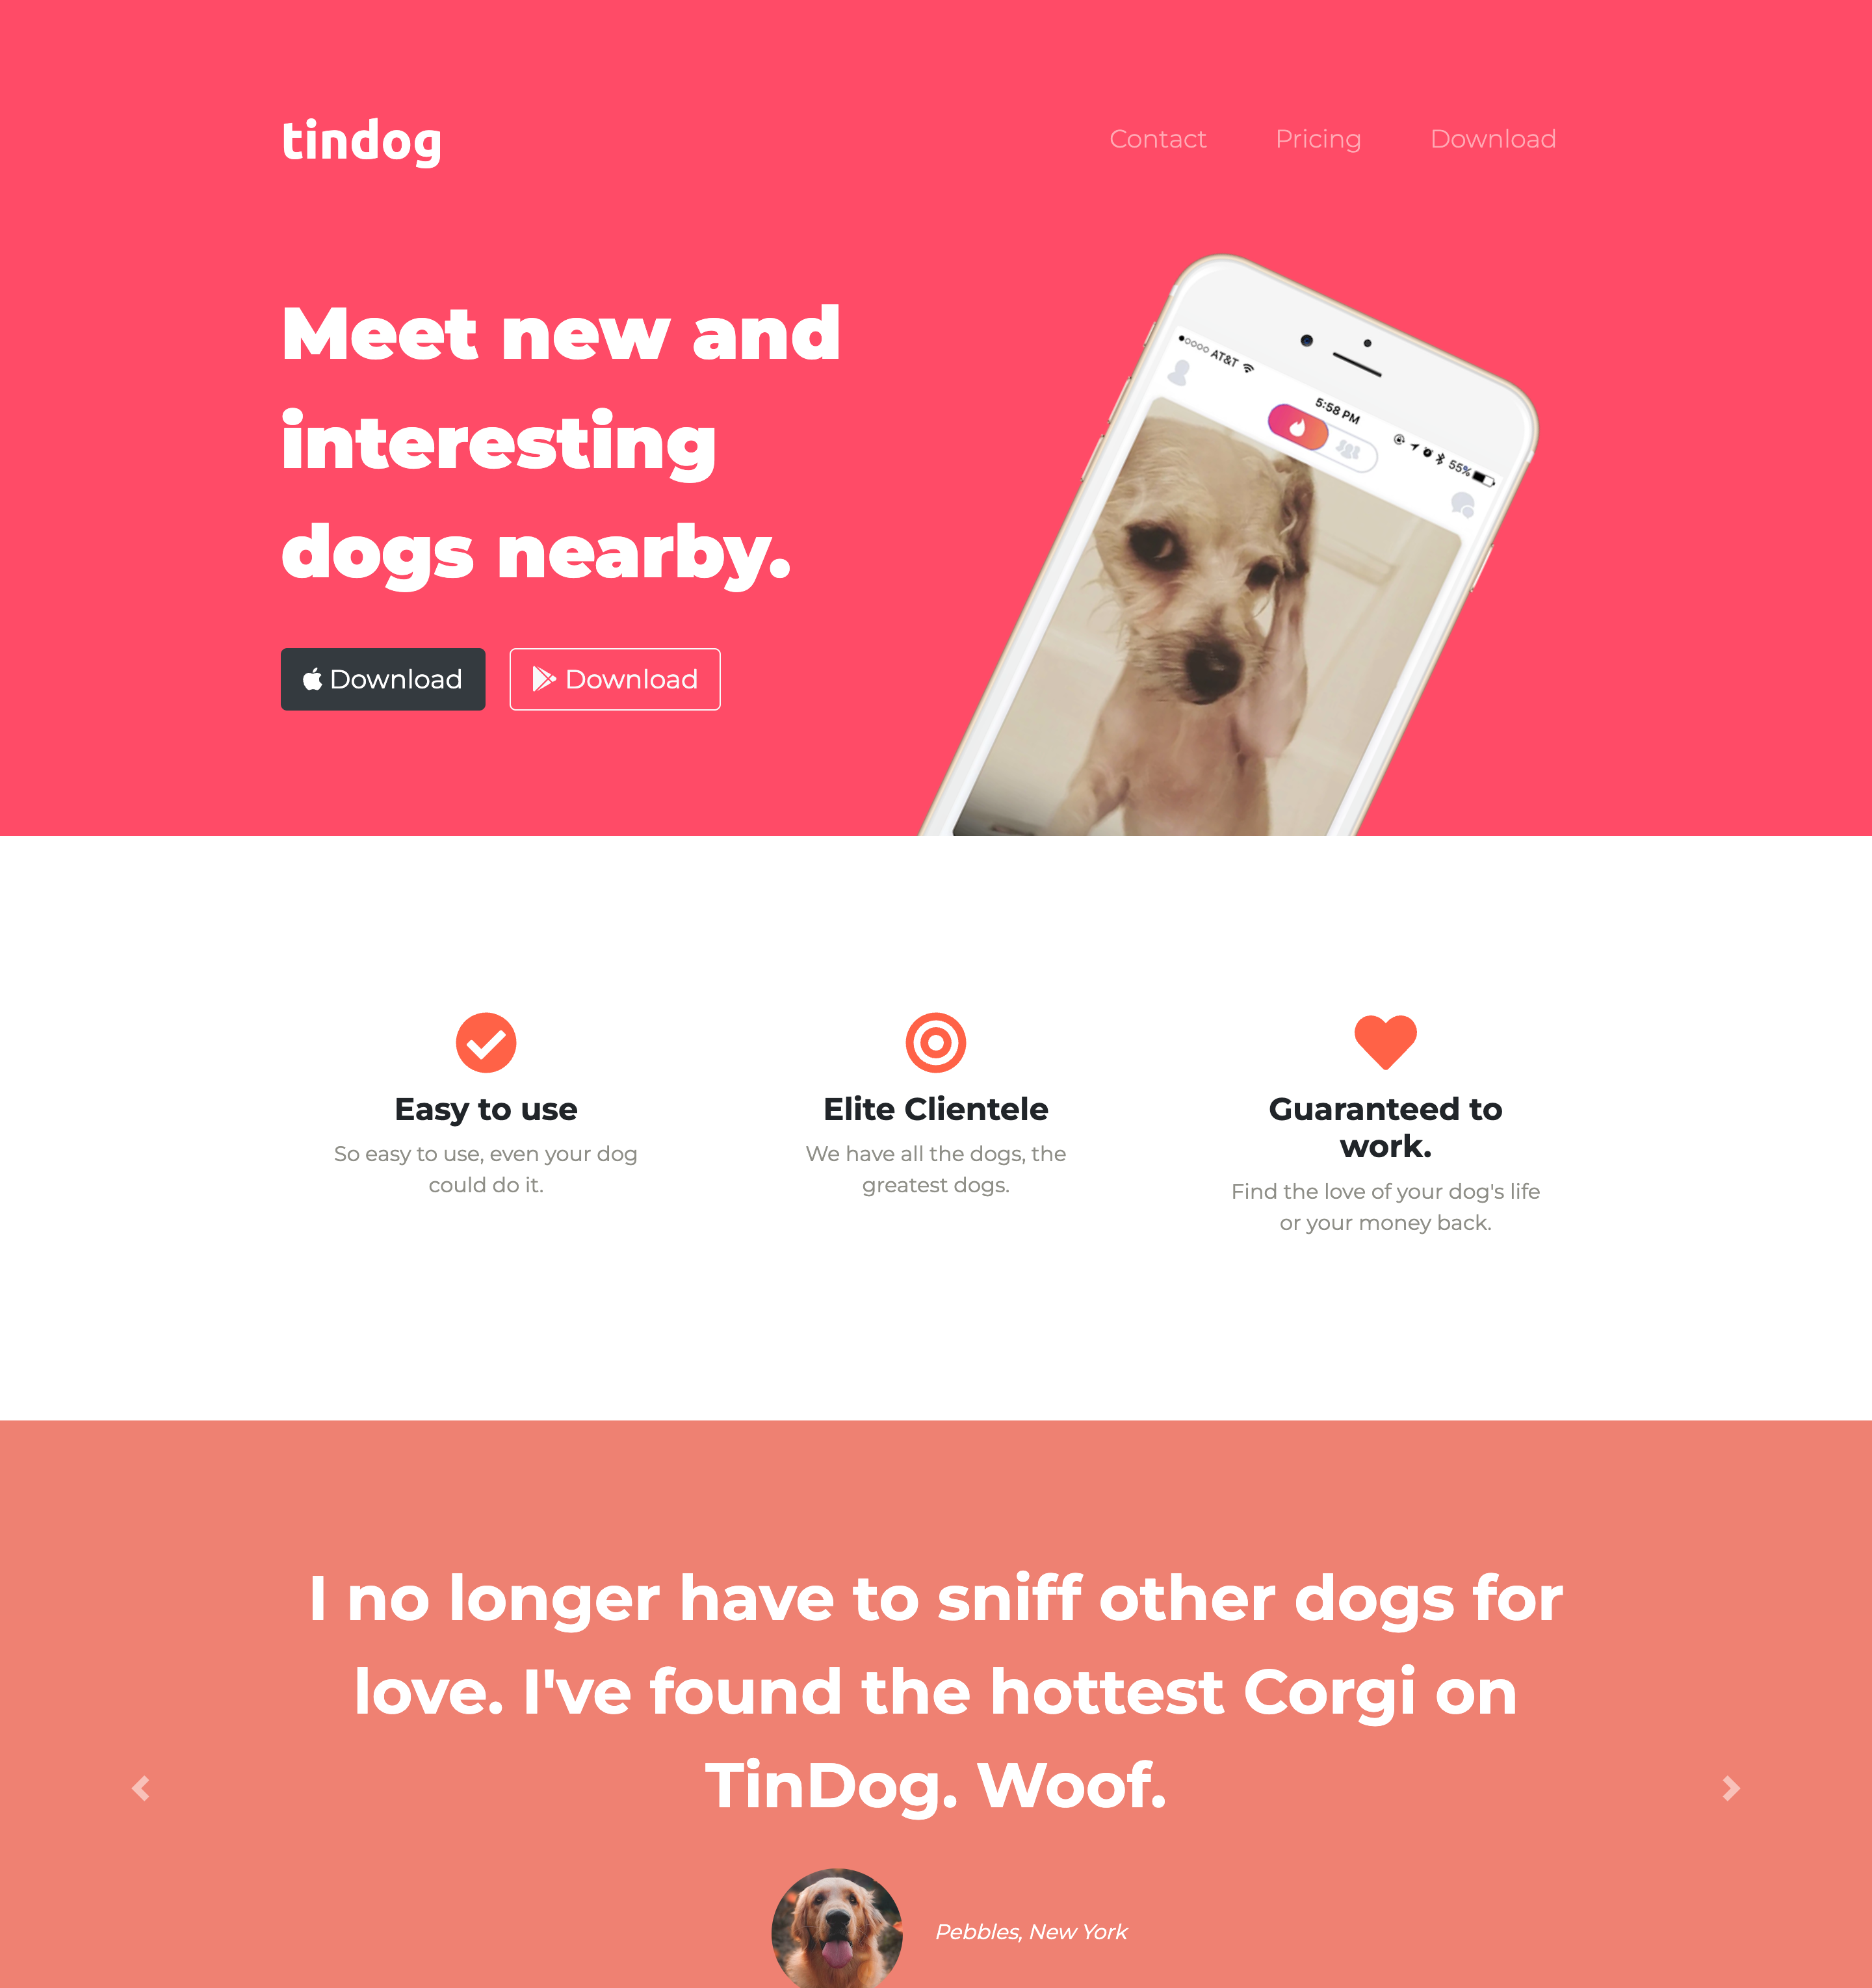 tindog
Contact Pricing Download
Meet new and
interesting
dogs nearby.
Download Download
AT&T
5:58 PM
55%
Easy to use
So easy to use, even your dog
could do it.
Elite Clientele
We have all the dogs, the
greatest dogs.
Guaranteed to
work.
Find the love of your dog's life
or your money back.
I no longer have to sniff other dogs for
love. I've found the hottest Corgi on
TinDog. Woof.
Pebbles, New York